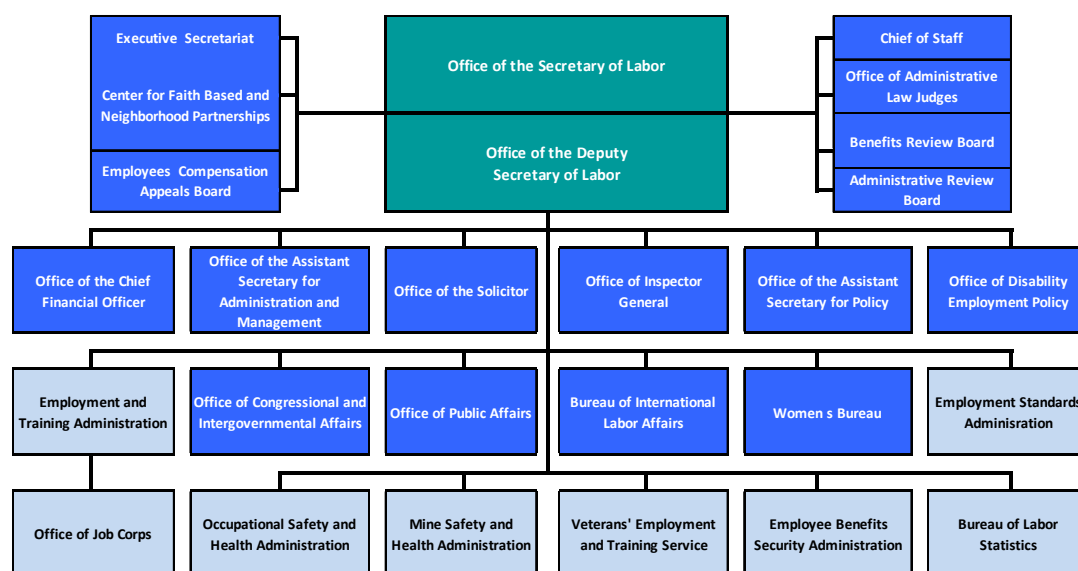 Executive Secretariat
Center for Faith Based and
Neighborhood Partnerships
Employees Compensation
Appeals Board
Office of the Secretary of Labor
Office of the Deputy
Secretary of Labor
Chief of Staff
Office of Administrative
Law Judges
Benefits Review Board
Administrative Review
Board
Office of the Chief
Financial Officer
Office of the Assistant
Secretary for
Administration and
Management
Office of the Solicitor
Office of Inspector
General
Office of the Assistant
Secretary for Policy
Office of Disability
Employment Policy
Employment and
Training Administration
Office of Congressional and
Intergovernmental Affairs
Office of Public Affairs
Bureau of International
Labor Affairs
Women s Bureau
Employment Standards
Adminisration
Office of Job Corps
Occupational Safety and
Health Administration
Mine Safety and
Health Administration
Veterans' Employment
and Training Service
Employee Benefits
Security Administration
Bureau of Labor
Statistics